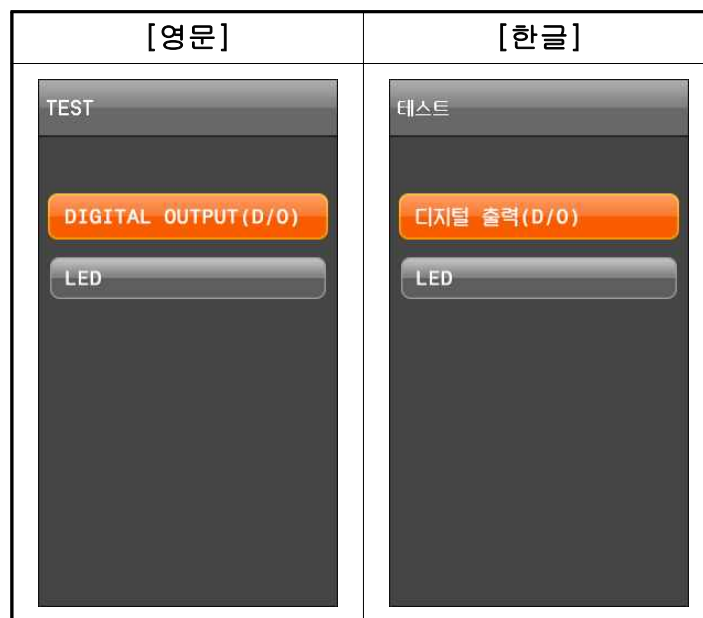 [영문]
[한글]
TEST
DIGITAL OUTPUT(D/O)
LED
테스트
디지털 출력(D/O)
LED